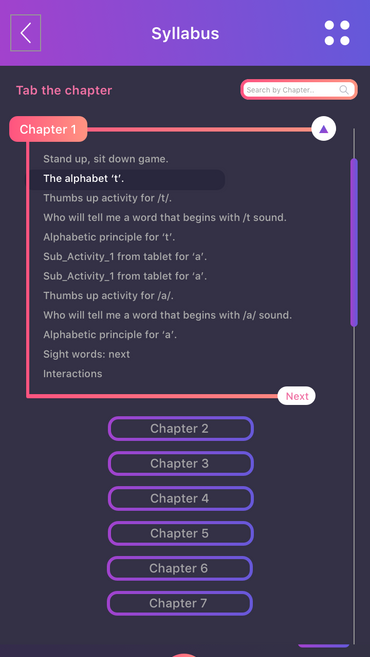 Syllabus
Tab the chapter
Search by Chapter..
Chapter 1
Stand up, sit down game.
The alphabet ‘t’.
Thumbs up activity for /t/.
Who will tell me a word that begins with /t sound.
Alphabetic principle for ‘t’.
Sub_Activity_1 from tablet for ‘a’.
Sub_Activity_1 from tablet for ‘a’.
Thumbs up activity for /a/.
Who will tell me a word that begins with /a/ sound.
Alphabetic principle for ‘a’.
Sight words: next
Interactions
Next
Chapter 2
Chapter 3
Chapter 4
Chapter 5
Chapter 6
Chapter 7